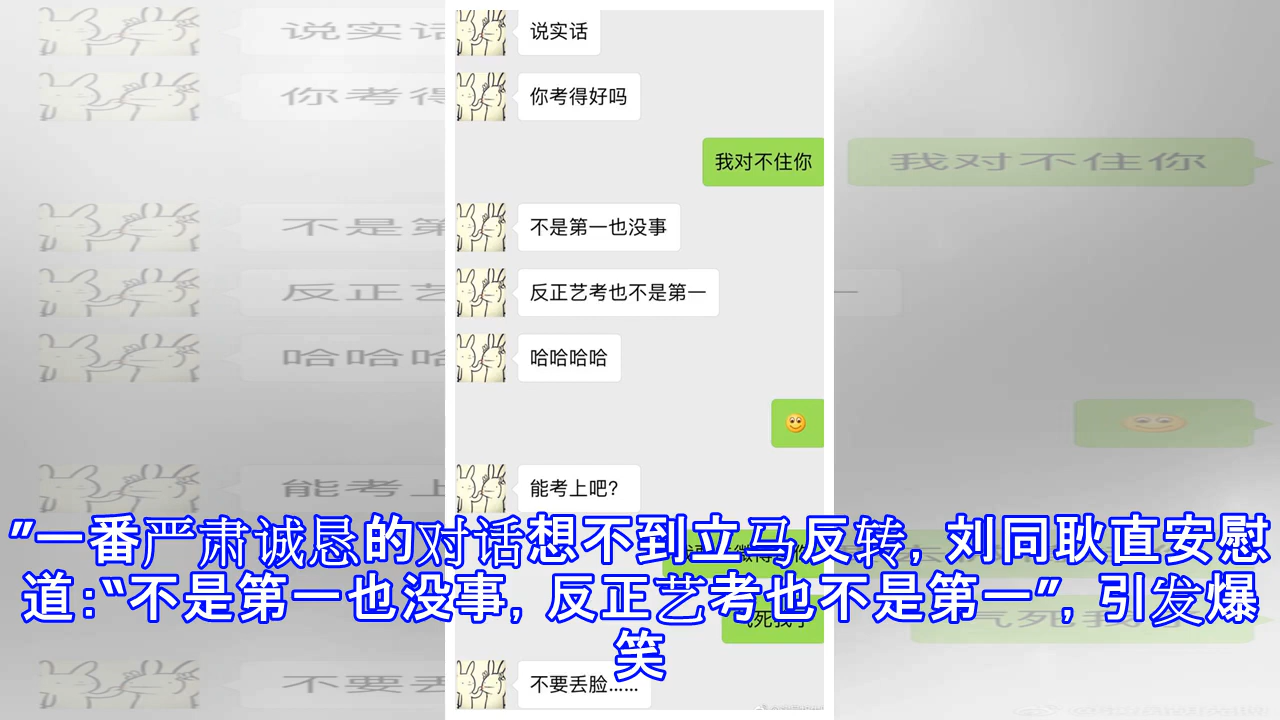 说实话
你考得好吗
我对不住你
不是第一也没事
反正艺考也不是第一
哈哈哈哈
能考上吧?
气死我了
不要丢脸……
"一番严肃诚恳的对话想不到立马反转, 刘同耿直安慰
道:“不是第一也没事, 反正艺考也不是第一”, 引发爆
笑